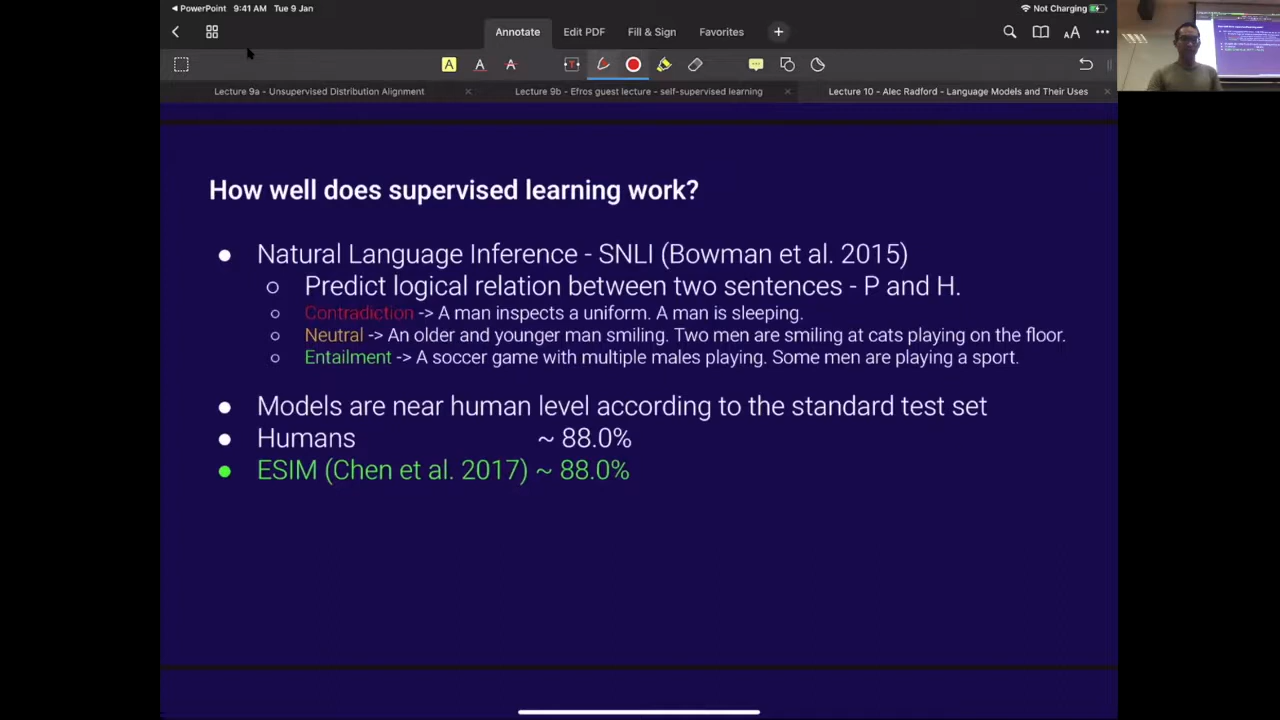 PowerPoint 9:41 AM Tue 9 Jan
Not Charging
Annotate Edit PDF Fill & Sign Favorites
AA
A A A T
Lecture 9a - Unsupervised Distribution Alignment
Lecture 9b - Efros guest lecture - self-supervised learning
Lecture 10 - Alec Radford - Language Models and Their Uses
How well does supervised learning work?
Natural Language Inference - SNLI (Bowman et al. 2015)
Predict logical relation between two sentences - P and H.
Contradiction -> A man inspects a uniform. A man is sleeping.
Neutral -> An older and younger man smiling. Two men are smiling at cats playing on the floor.
Entailment -> A soccer game with multiple males playing. Some men are playing a sport.
Models are near human level according to the standard test set
Humans ~ 88.0%
ESIM (Chen et al. 2017) ~ 88.0%